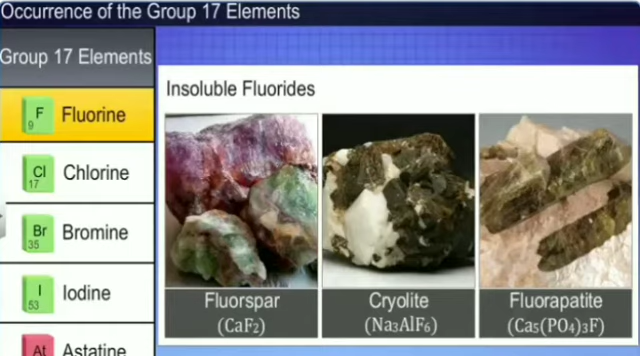 Occurrence of the Group 17 Elements
Group 17 Elements
F
9
Fluorine
Cl
17
Chlorine
Br
35
Bromine
I
53
Iodine
At
Astatine
Insoluble Fluorides
Fluorspar
(CaF₂)
Cryolite
(Na₃AlF₆)
Fluorapatite
(Ca₅(PO₄)₃F)